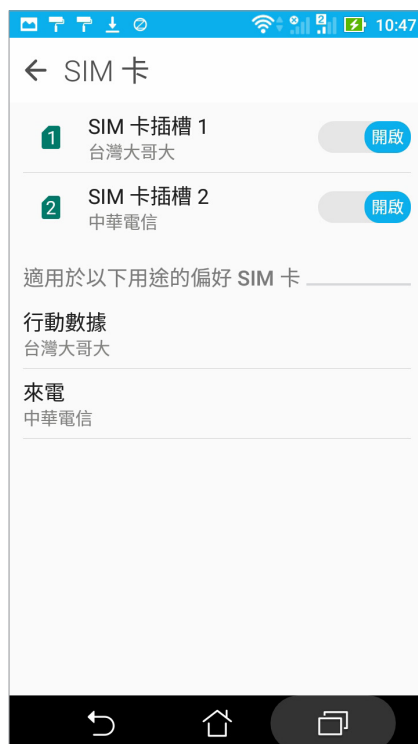 10:47
SIM 卡
1
SIM 卡插槽 1
台灣大哥大
開啟
2
SIM 卡插槽 2
中華電信
開啟
適用於以下用途的偏好 SIM 卡
行動數據
台灣大哥大
來電
中華電信